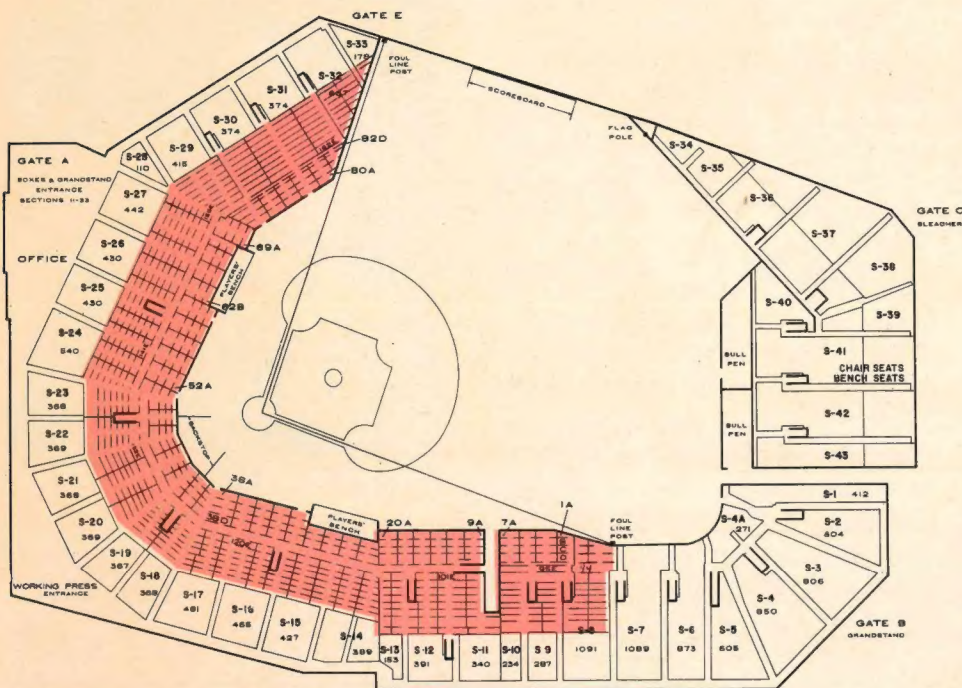 GATE E
S-33
179
FOUL
LINE
POST
S-32
S-31
374
S-30
374
S-29
415
S-28
110
SCOREBOARD
FLAG
POLE
82D
80A
GATE A
BOXES & GRANDSTAND
ENTRANCE
SECTIONS 11-33
S-27
442
S-26
430
OFFICE
S-25
430
S-24
540
S-23
366
S-22
369
S-21
368
S-20
369
S-19
367
S-18
368
WORKING PRESS
ENTRANCE
69A
PLAYERS'
BENCH
62B
52A
BACKSTOP
38A
PLAYERS'
BENCH
20A
9A
7A
1A
FOUL
LINE
POST
S-17
481
S-16
465
S-15
427
S-14
389
S-13
153
S-12
391
S-11
340
S-10
234
S-9
287
S-8
1091
S-7
1089
S-6
873
S-5
605
S-4
850
S-3
806
S-2
804
S-1 412
S-4A
271
GATE B
GRANDSTAND
S-34
S-35
S-36
S-37
S-38
S-39
S-40
S-41
CHAIR SEATS
BENCH SEATS
S-42
S-43
BULL
PEN
BULL
PEN
GATE C
BLEACHER